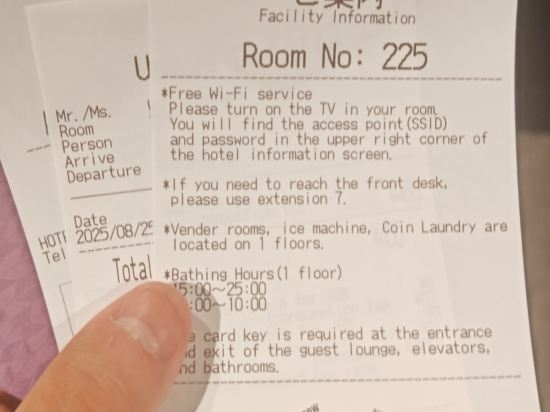 ご案内
Facility Information
Room No: 225
*Free Wi-Fi service
Please turn on the TV in your room.
You will find the access point(SSID)
and password in the upper right corner of
the hotel information screen.
*If you need to reach the front desk,
please use extension 7.
*Vender rooms, ice machine, Coin Laundry are
located on 1 floors.
*Bathing Hours(1 floor)
15:00~25:00
:00~10:00
card key is required at the entrance
exit of the guest lounge, elevators,
bathrooms.
U
Mr. /Ms.
Room
Person
Arrive
Departure
Date
2025/08/25
Total
HOT
Tel